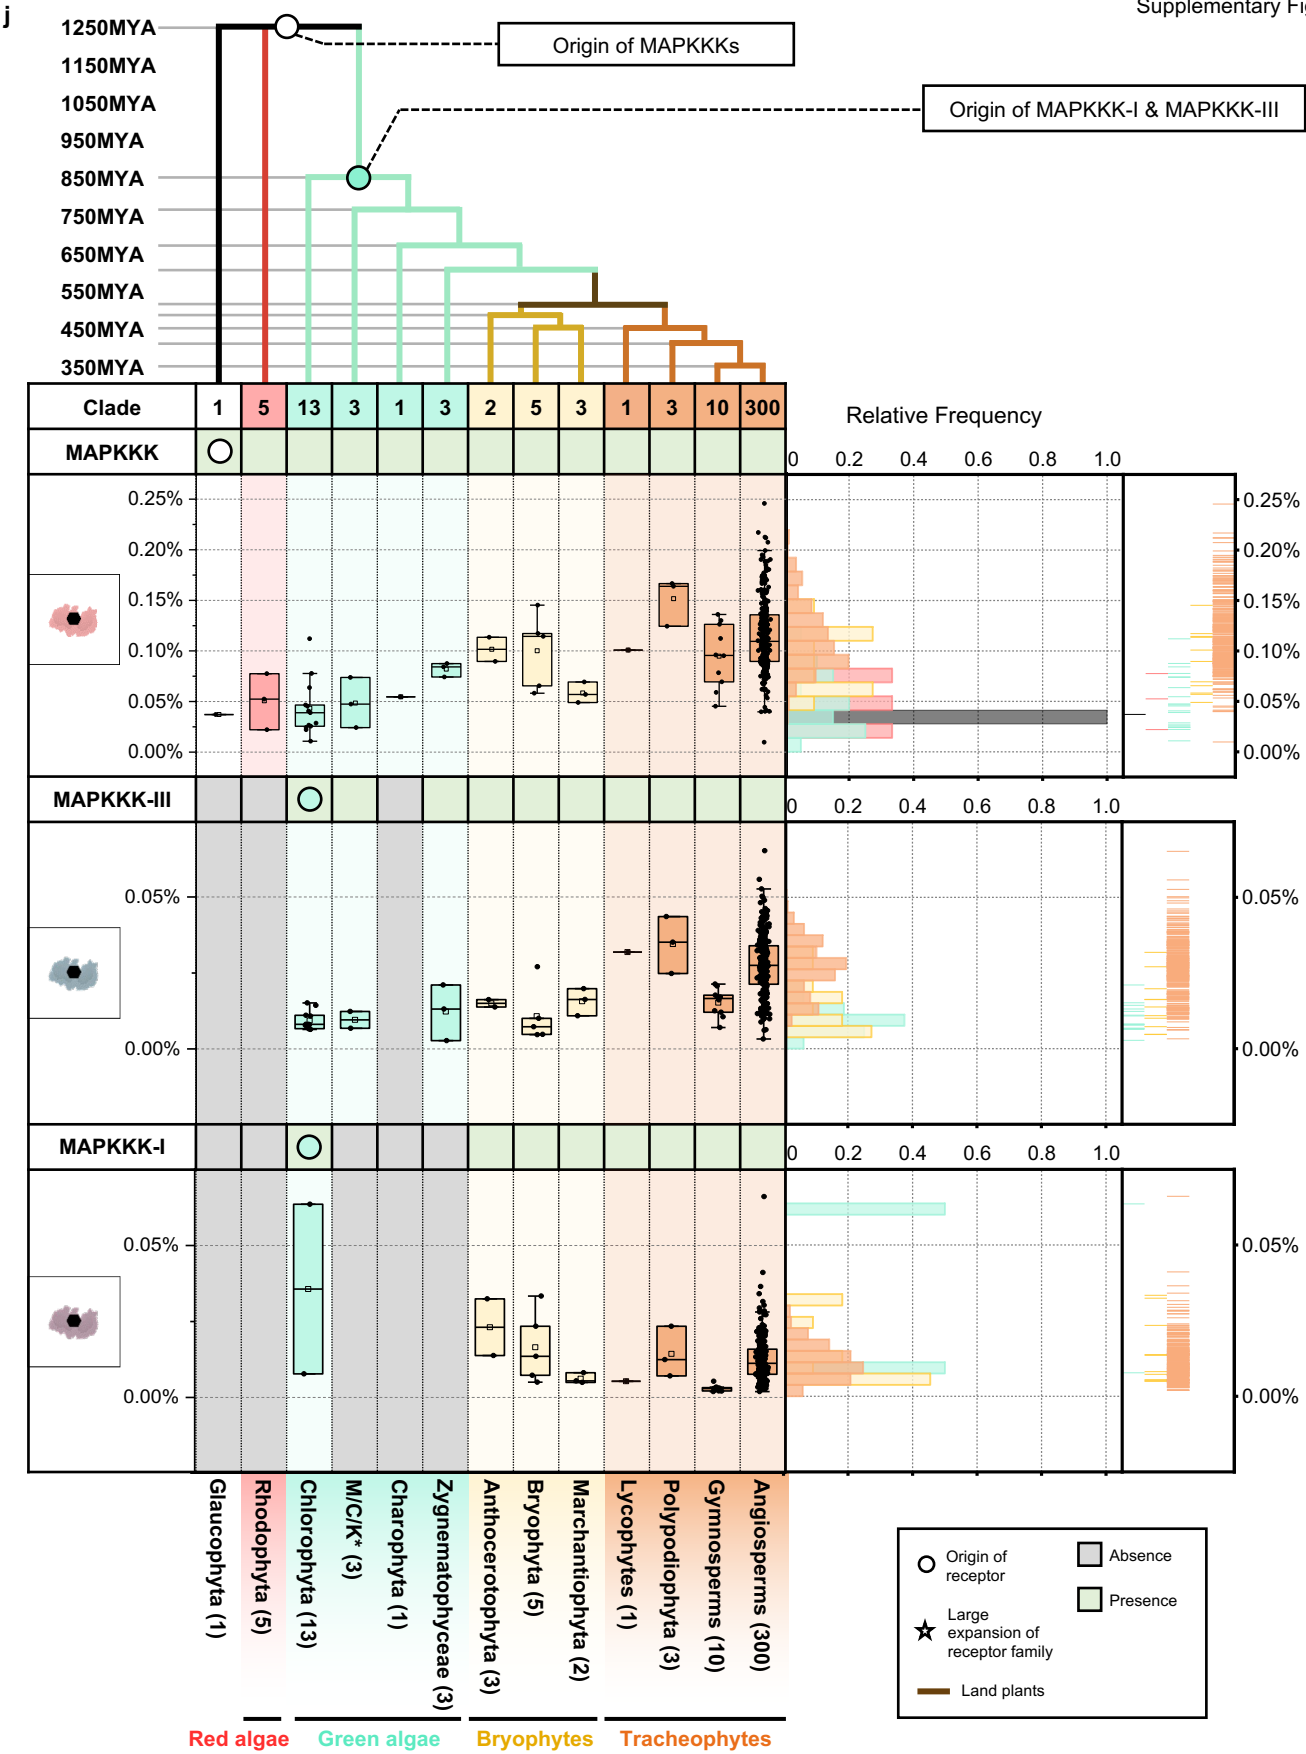 j
Supplementary Fig
1250MYA
1150MYA
1050MYA
950MYA
850MYA
750MYA
650MYA
550MYA
450MYA
350MYA
Origin of MAPKKKs
Origin of MAPKKK-I & MAPKKK-III
Clade 1 5 13 3 1 3 2 5 3 1 3 10 300
Relative Frequency
MAPKKK
0 0.2 0.4 0.6 0.8 1.0
0.25% 0.25%
0.20% 0.20%
0.15% 0.15%
0.10% 0.10%
0.05% 0.05%
0.00% 0.00%
MAPKKK-III
0 0.2 0.4 0.6 0.8 1.0
0.05% 0.05%
0.00% 0.00%
MAPKKK-I
0 0.2 0.4 0.6 0.8 1.0
0.05% 0.05%
0.00% 0.00%
Glaucophyta (1)
Rhodophyta (5)
Chlorophyta (13)
M/C/K* (3)
Charophyta (1)
Zygnematophyceae (3)
Anthocerotophyta (3)
Bryophyta (5)
Marchantiophyta (2)
Lycophytes (1)
Polypodiophyta (3)
Gymnosperms (10)
Angiosperms (300)
Red algae
Green algae
Bryophytes
Tracheophytes
Origin of
receptor
Large
expansion of
receptor family
Land plants
Absence
Presence